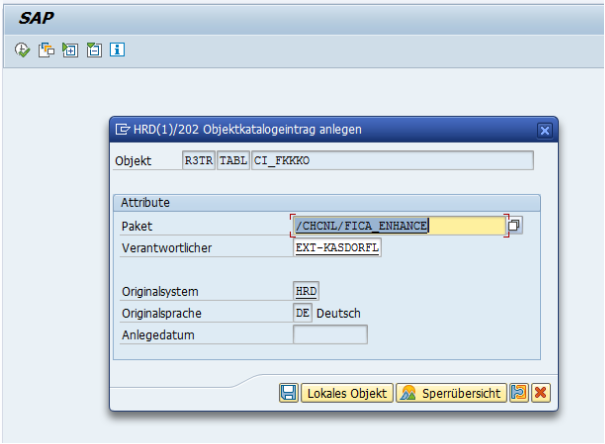 SAP
HRD(1)/202 Objektkatalogeintrag anlegen
Objekt R3TR TABL CI_FKKKO
Attribute
Paket /CHCNL/FICA_ENHANCE
Verantwortlicher EXT-KASDORFL
Originalsystem HRD
Originalsprache DE Deutsch
Anlegedatum
Lokales Objekt Sperrübersicht